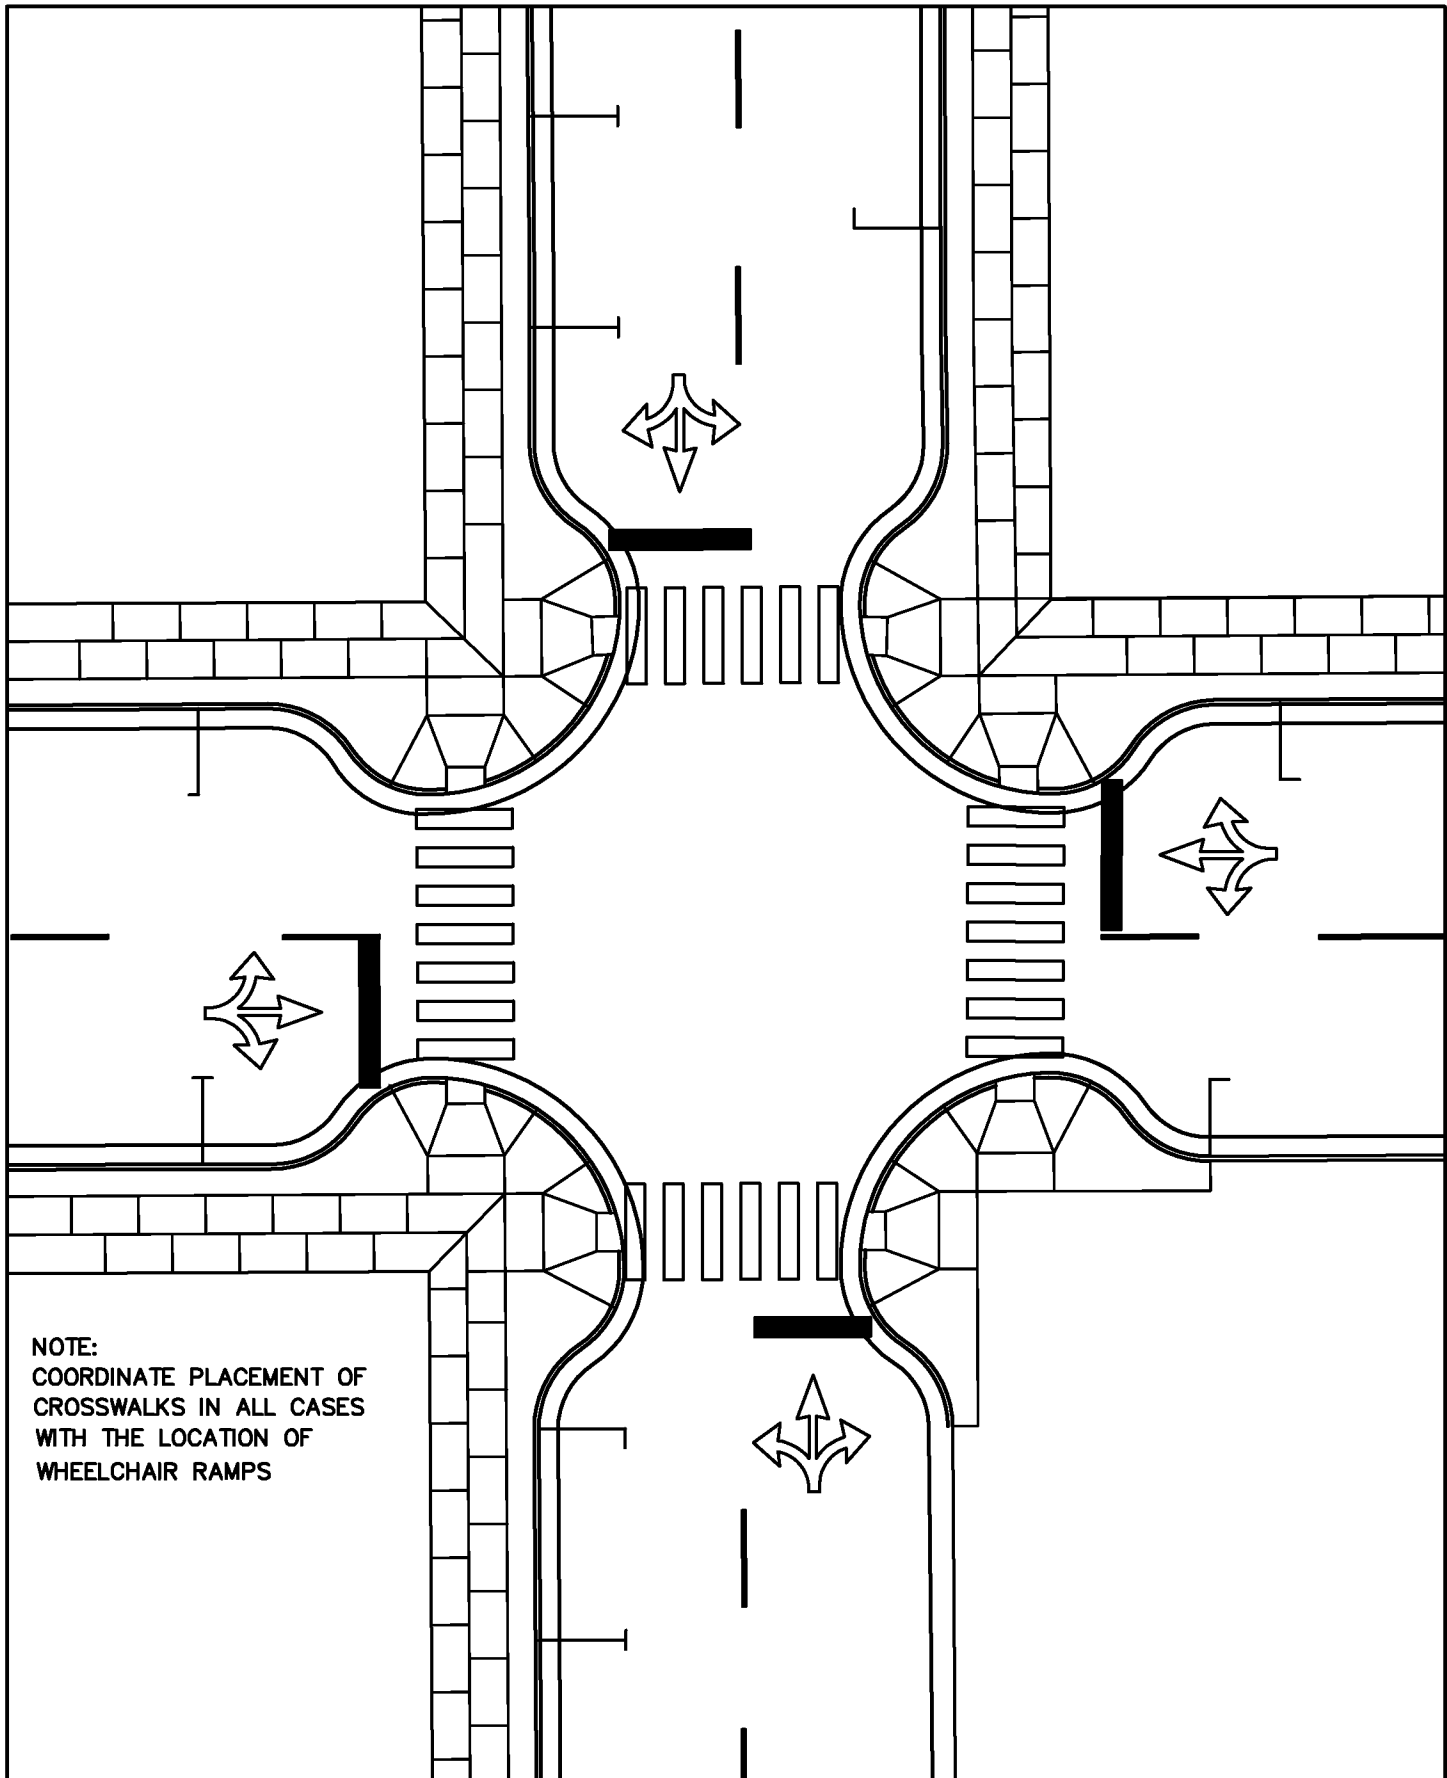 NOTE:
COORDINATE PLACEMENT OF
CROSSWALKS IN ALL CASES
WITH THE LOCATION OF
WHEELCHAIR RAMPS